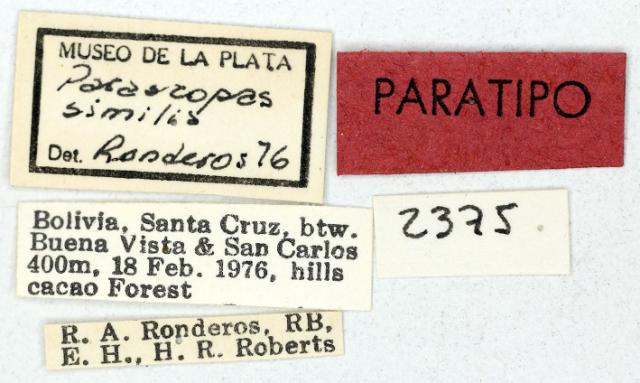 MUSEO DE LA PLATA
Parascopas
similis
Det. Ronderos 76
PARATIPO
2375
Bolivia, Santa Cruz, btw.
Buena Vista & San Carlos
400m, 18 Feb. 1976, hills
cacao Forest
R. A. Ronderos, RB,
E. H., H. R. Roberts